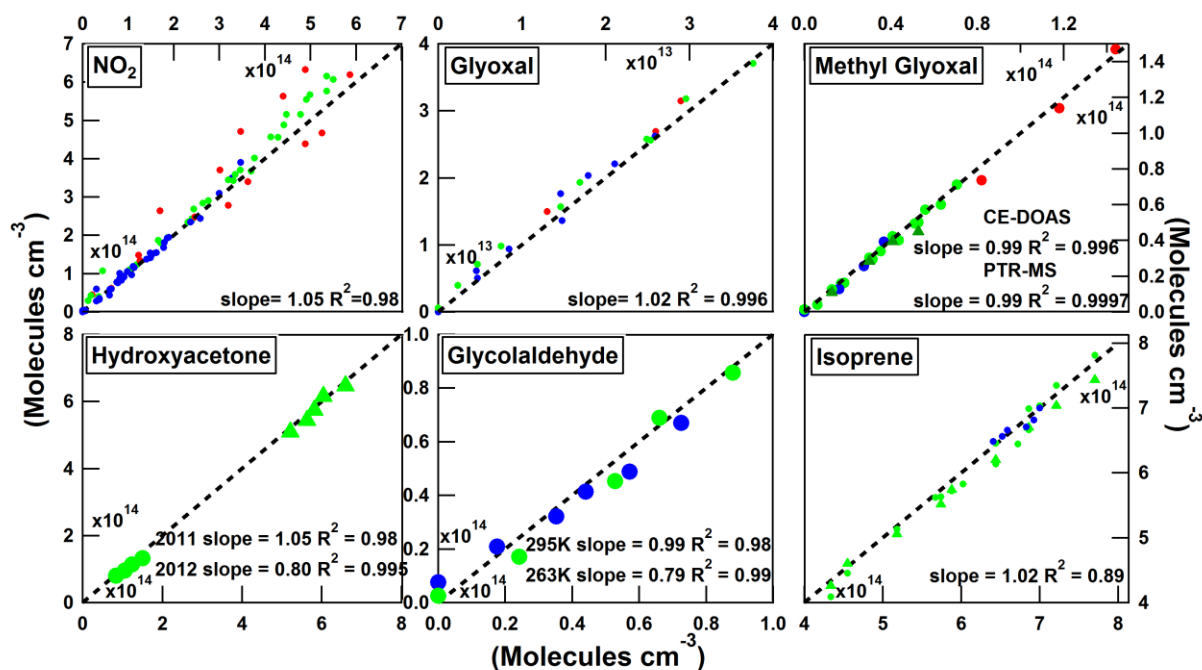 0 1 2 3 4 5 6 7
0 1 2 3 4
0 0.4 0.8 1.2
7
6
5
4
3
2
1
0
NO2
x10^14
x10^14
slope= 1.05 R^2=0.98
4
3
2
1
0
Glyoxal
x10^13
x10^13
slope = 1.02 R^2 = 0.996
Methyl Glyoxal
x10^14
x10^14
CE-DOAS
slope = 0.99 R^2 = 0.996
PTR-MS
slope = 0.99 R^2 = 0.9997
1.4
1.2
1.0
0.8
0.6
0.4
0.2
0.0
(Molecules cm^-3)
(Molecules cm^-3)
8
6
4
2
0
Hydroxyacetone
x10^14
2011 slope = 1.05 R^2 = 0.98
2012 slope = 0.80 R^2 = 0.995
x10^14
0 2 4 6 8
1.0
0.8
0.6
0.4
0.2
0.0
Glycolaldehyde
x10^14
295K slope = 0.99 R^2 = 0.98
263K slope = 0.79 R^2 = 0.99
x10^14
0.0 0.2 0.4 0.6 0.8 1.0
Isoprene
x10^14
slope = 1.02 R^2 = 0.89
x10^14
8
7
6
5
4
4 5 6 7 8
(Molecules cm^-3)